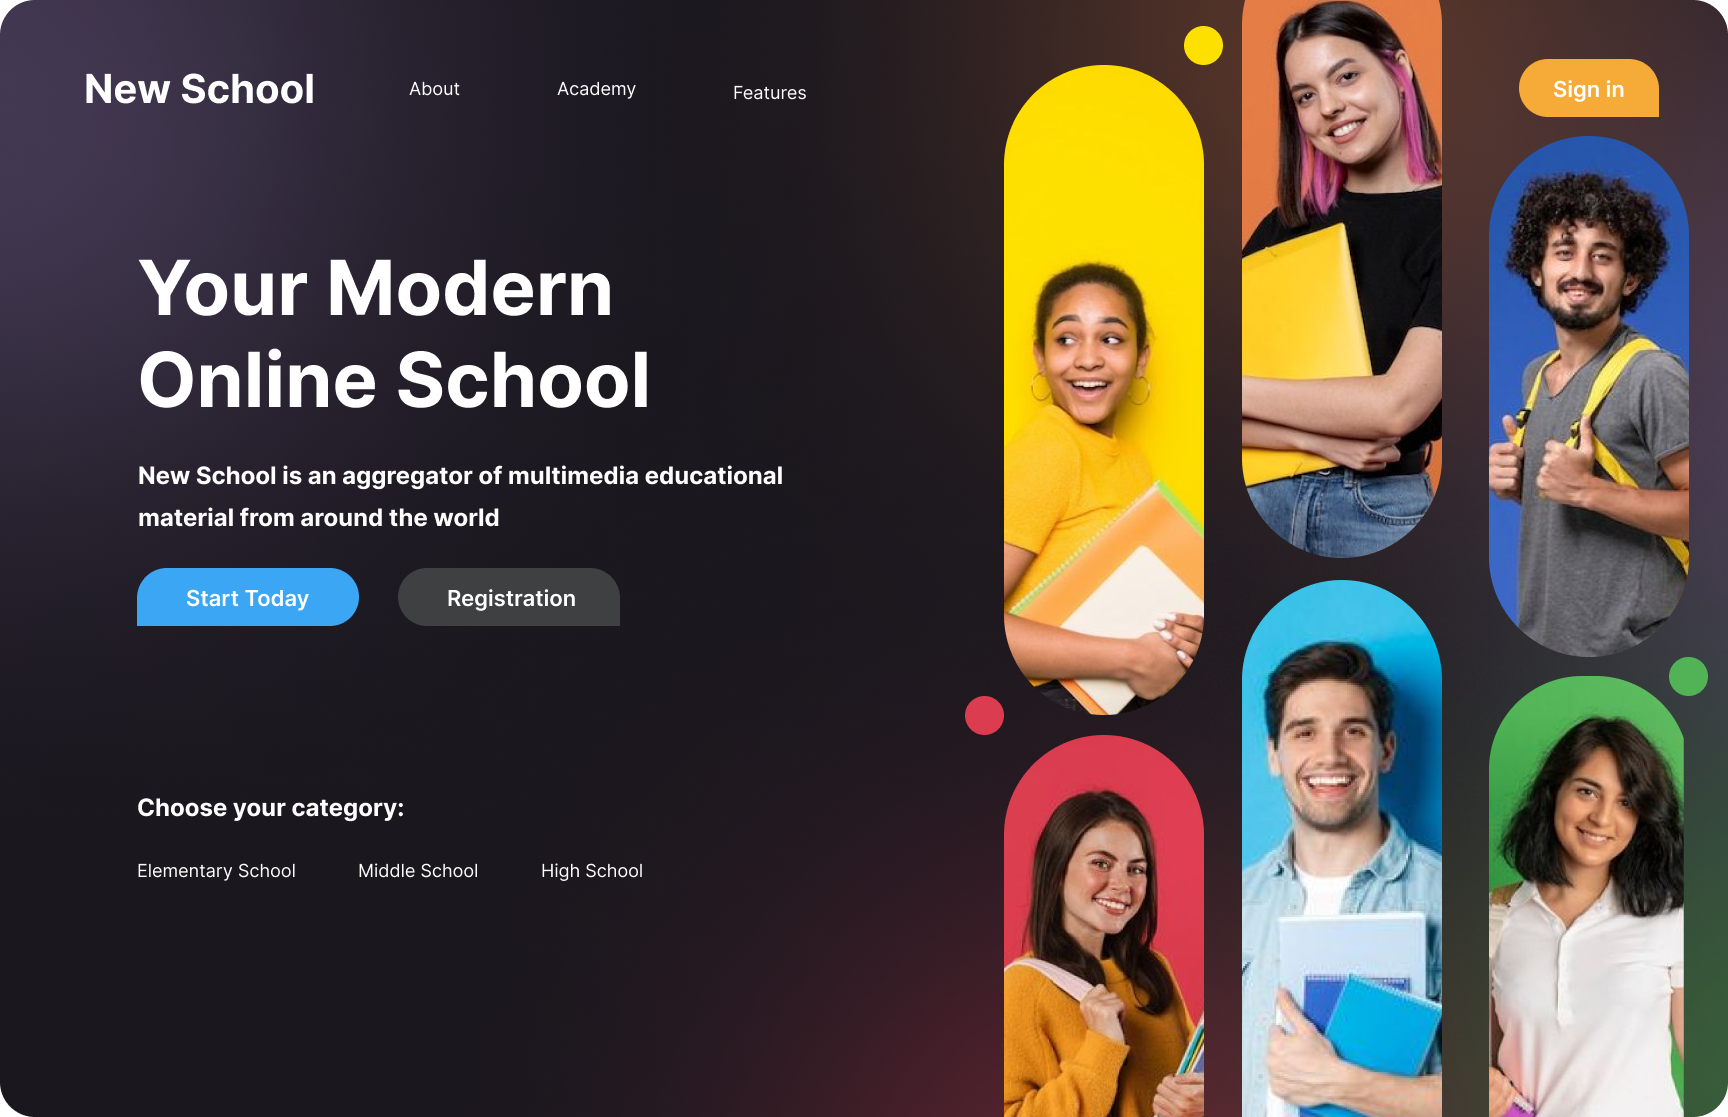 New School
About
Academy
Features
Sign in
Your Modern
Online School
New School is an aggregator of multimedia educational
material from around the world
Start Today
Registration
Choose your category:
Elementary School
Middle School
High School